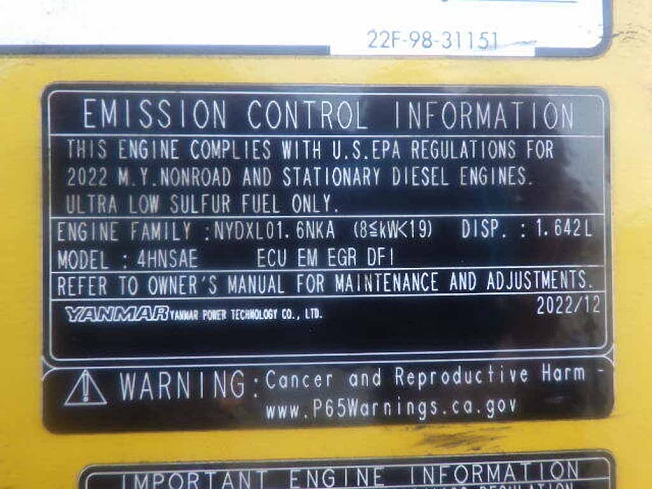 22F-98-31151
EMISSION CONTROL INFORMATION
THIS ENGINE COMPLIES WITH U.S.EPA REGULATIONS FOR
2022 M.Y.NONROAD AND STATIONARY DIESEL ENGINES.
ULTRA LOW SULFUR FUEL ONLY.
ENGINE FAMILY :NYDXL01.6NKA (8≤kW<19) DISP. : 1.642L
MODEL : 4HNSAE ECU EM EGR DFI
REFER TO OWNER'S MANUAL FOR MAINTENANCE AND ADJUSTMENTS.
YANMAR YANMAR POWER TECHNOLOGY CO., LTD. 2022/12
⚠ WARNING:Cancer and Reproductive Harm -
www.P65Warnings.ca.gov
IMPORTANT ENGINE INFORMATION